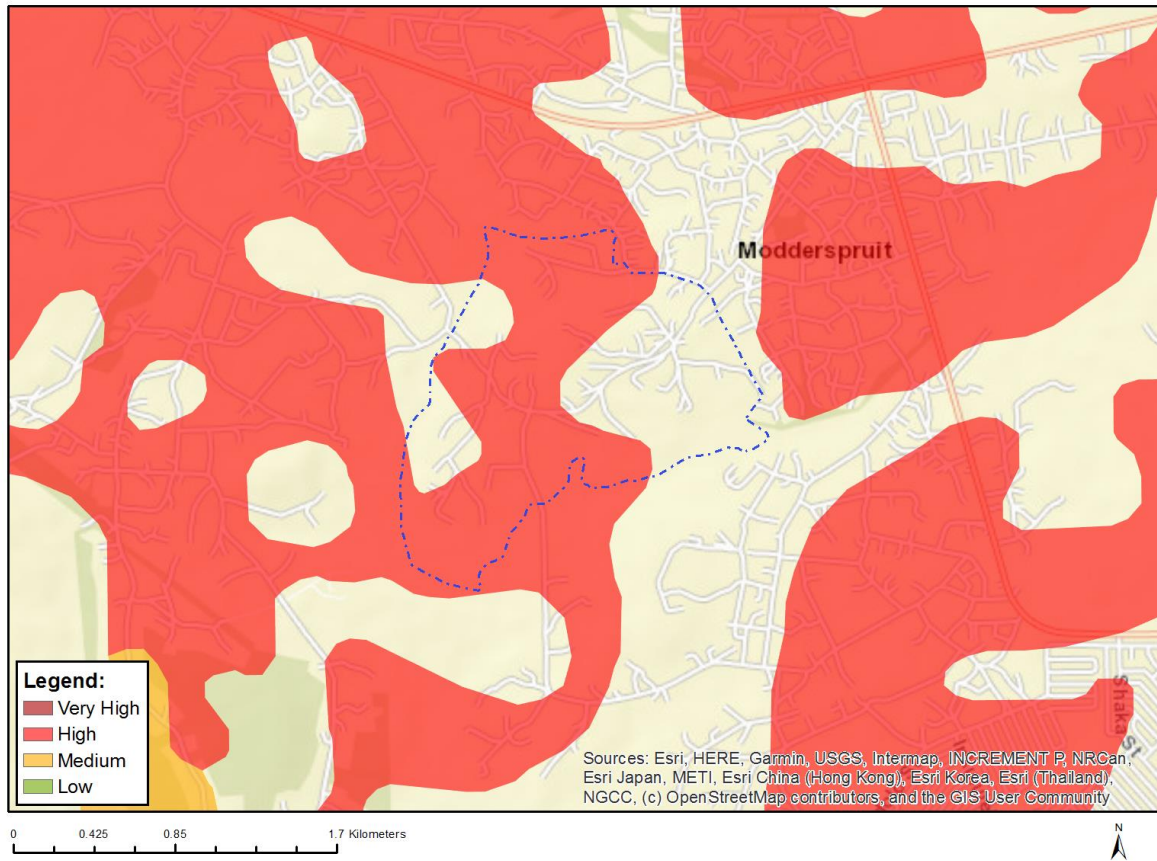 Modderspruit
Legend:
Very High
High
Medium
Low
Shaka St
Sources: Esri, HERE, Garmin, USGS, Intermap, INCREMENT P, NRCan,
Esri Japan, METI, Esri China (Hong Kong), Esri Korea, Esri (Thailand),
NGCC, (c) OpenStreetMap contributors, and the GIS User Community
0 0.425 0.85 1.7 Kilometers
N